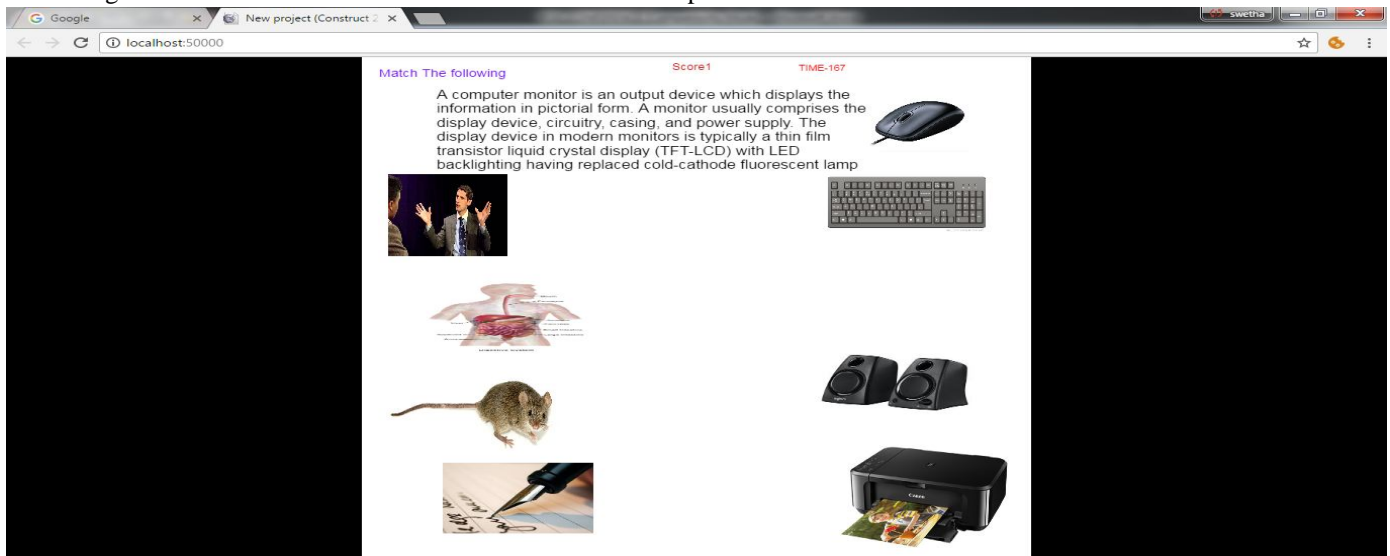 Google
New project (Construct 2
swetha
localhost:50000
Match The following
Score1
TIME-167
A computer monitor is an output device which displays the
information in pictorial form. A monitor usually comprises the
display device, circuitry, casing, and power supply. The
display device in modern monitors is typically a thin film
transistor liquid crystal display (TFT-LCD) with LED
backlighting having replaced cold-cathode fluorescent lamp
Canon